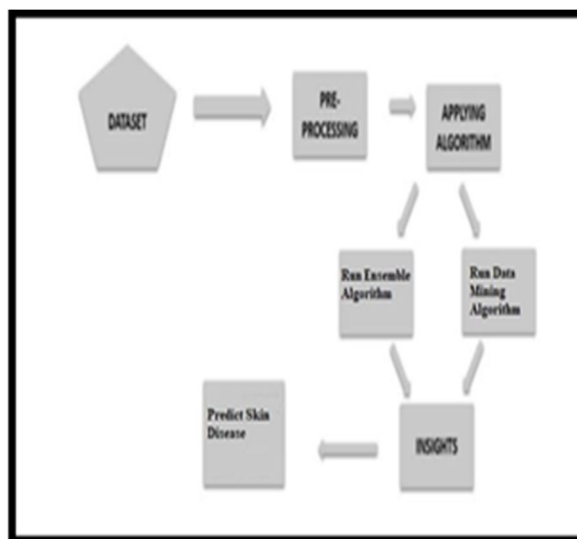 DATASET
PRE-
PROCESSING
APPLYING
ALGORITHM
Run Ensemble
Algorithm
Run Data
Mining
Algorithm
Predict Skin
Disease
INSIGHTS